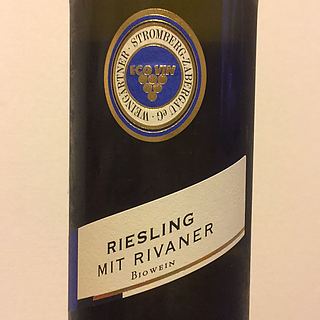 WEINGÄRTNER · STROMBERG-ZABERGÄU eG ·
ECOVIN
RIESLING
MIT RIVANER
BIOWEIN